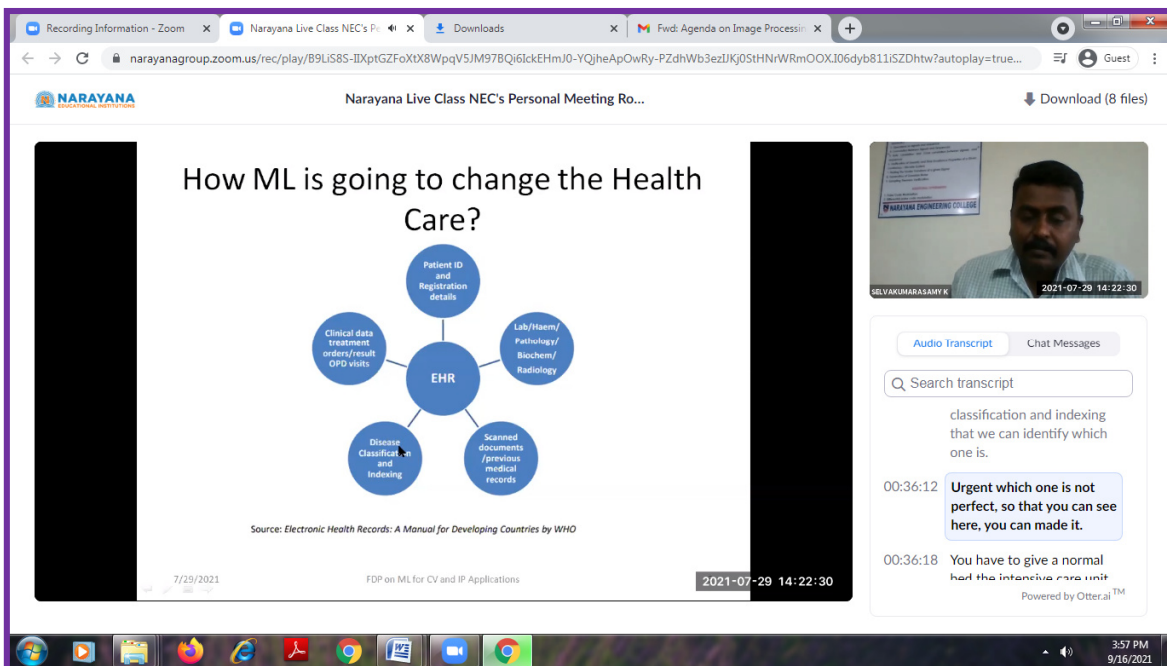 Recording Information - Zoom
Narayana Live Class NEC's Pe
Downloads
Fwd: Agenda on Image Processin
narayanagroup.zoom.us/rec/play/B9LiS8S-IIXptGZFoXtX8WpqV5JM97BQi6IckEHmJ0-YQjheApOwRy-PZdhWb3ezIJKj0StHNrWRmOOX.I06dyb811iSZDhtw?autoplay=true...
Guest
NARAYANA
EDUCATIONAL INSTITUTIONS
Narayana Live Class NEC's Personal Meeting Ro...
Download (8 files)
How ML is going to change the Health
Care?
Patient ID
and
Registration
details
Clinical data
treatment
orders/result
OPD visits
Lab/Haem/
Pathology/
Biochem/
Radiology
EHR
Disease
Classification
and
Indexing
Scanned
documents
/previous
medical
records
Source: Electronic Health Records: A Manual for Developing Countries by WHO
7/29/2021
FDP on ML for CV and IP Applications
2021-07-29 14:22:30
NARAYANA ENGINEERING COLLEGE
SELVAKUMARASAMY K
2021-07-29 14:22:30
Audio Transcript
Chat Messages
Search transcript
classification and indexing
that we can identify which
one is.
00:36:12
Urgent which one is not
perfect, so that you can see
here, you can made it.
00:36:18
You have to give a normal
bed the intensive care unit
Powered by Otter.ai TM
3:57 PM
9/16/2021